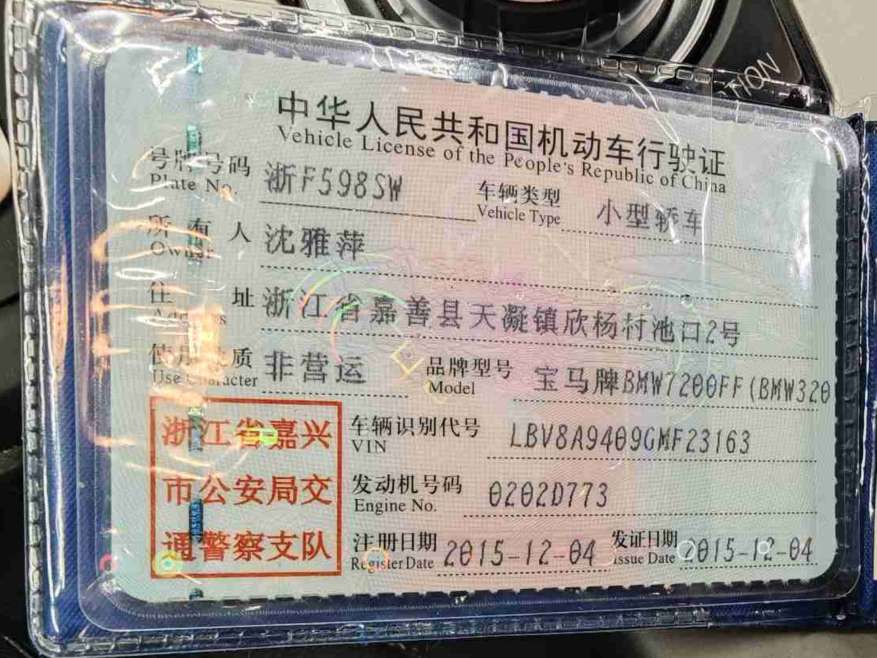 TION
中华人民共和国机动车行驶证
Vehicle License of the People's Republic of China
号牌号码 浙F598SW 车辆类型 小型轿车
Plate No. Vehicle Type
所有人 沈雅萍
Owner
住址 浙江省嘉善县天凝镇欣杨村池口2号
Address
使用性质 非营运 品牌型号 宝马牌BMW7200FF(BMW320
Use Character Model
浙江省嘉兴
市公安局交
通警察支队
车辆识别代号 LBV8A9409GMF23163
VIN
发动机号码 0202D773
Engine No.
注册日期 2015-12-04 发证日期 2015-12-04
Register Date Issue Date